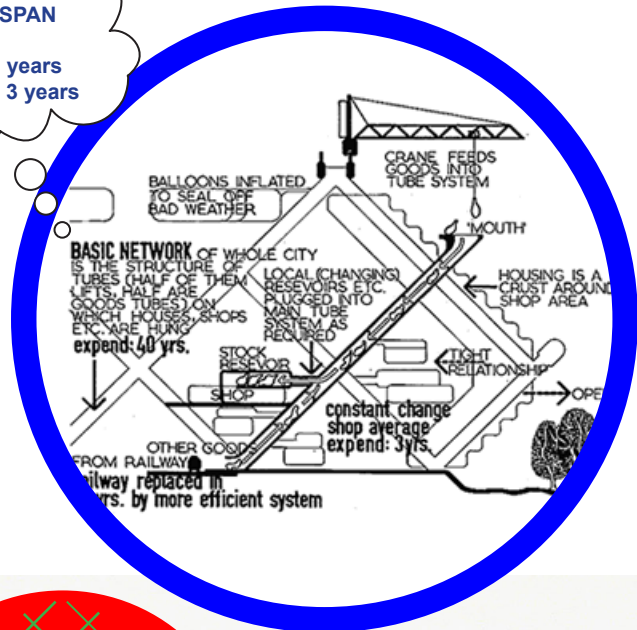 SPAN
years
3 years
CRANE FEEDS
GOODS INTO
TUBE SYSTEM
BALLOONS INFLATED
TO SEAL OFF
BAD WEATHER
'MOUTH'
BASIC NETWORK OF WHOLE CITY
IS THE STRUCTURE OF
TUBES (HALF OF THEM
LIFTS, HALF ARE
GOODS TUBES) ON
WHICH HOUSES, SHOPS
ETC. ARE HUNG
expend: 40 yrs.
LOCAL (CHANGING)
RESEVOIRS ETC.
PLUGGED INTO
MAIN TUBE
SYSTEM AS
REQUIRED
HOUSING IS A
CRUST AROUND
SHOP AREA
STOCK
RESEVOIR
SHOP
TIGHT
RELATIONSHIP
OPE
constant change
shop average
expend: 3yrs.
OTHER GOODS
FROM RAILWAY
ailway replaced in
yrs. by more efficient system